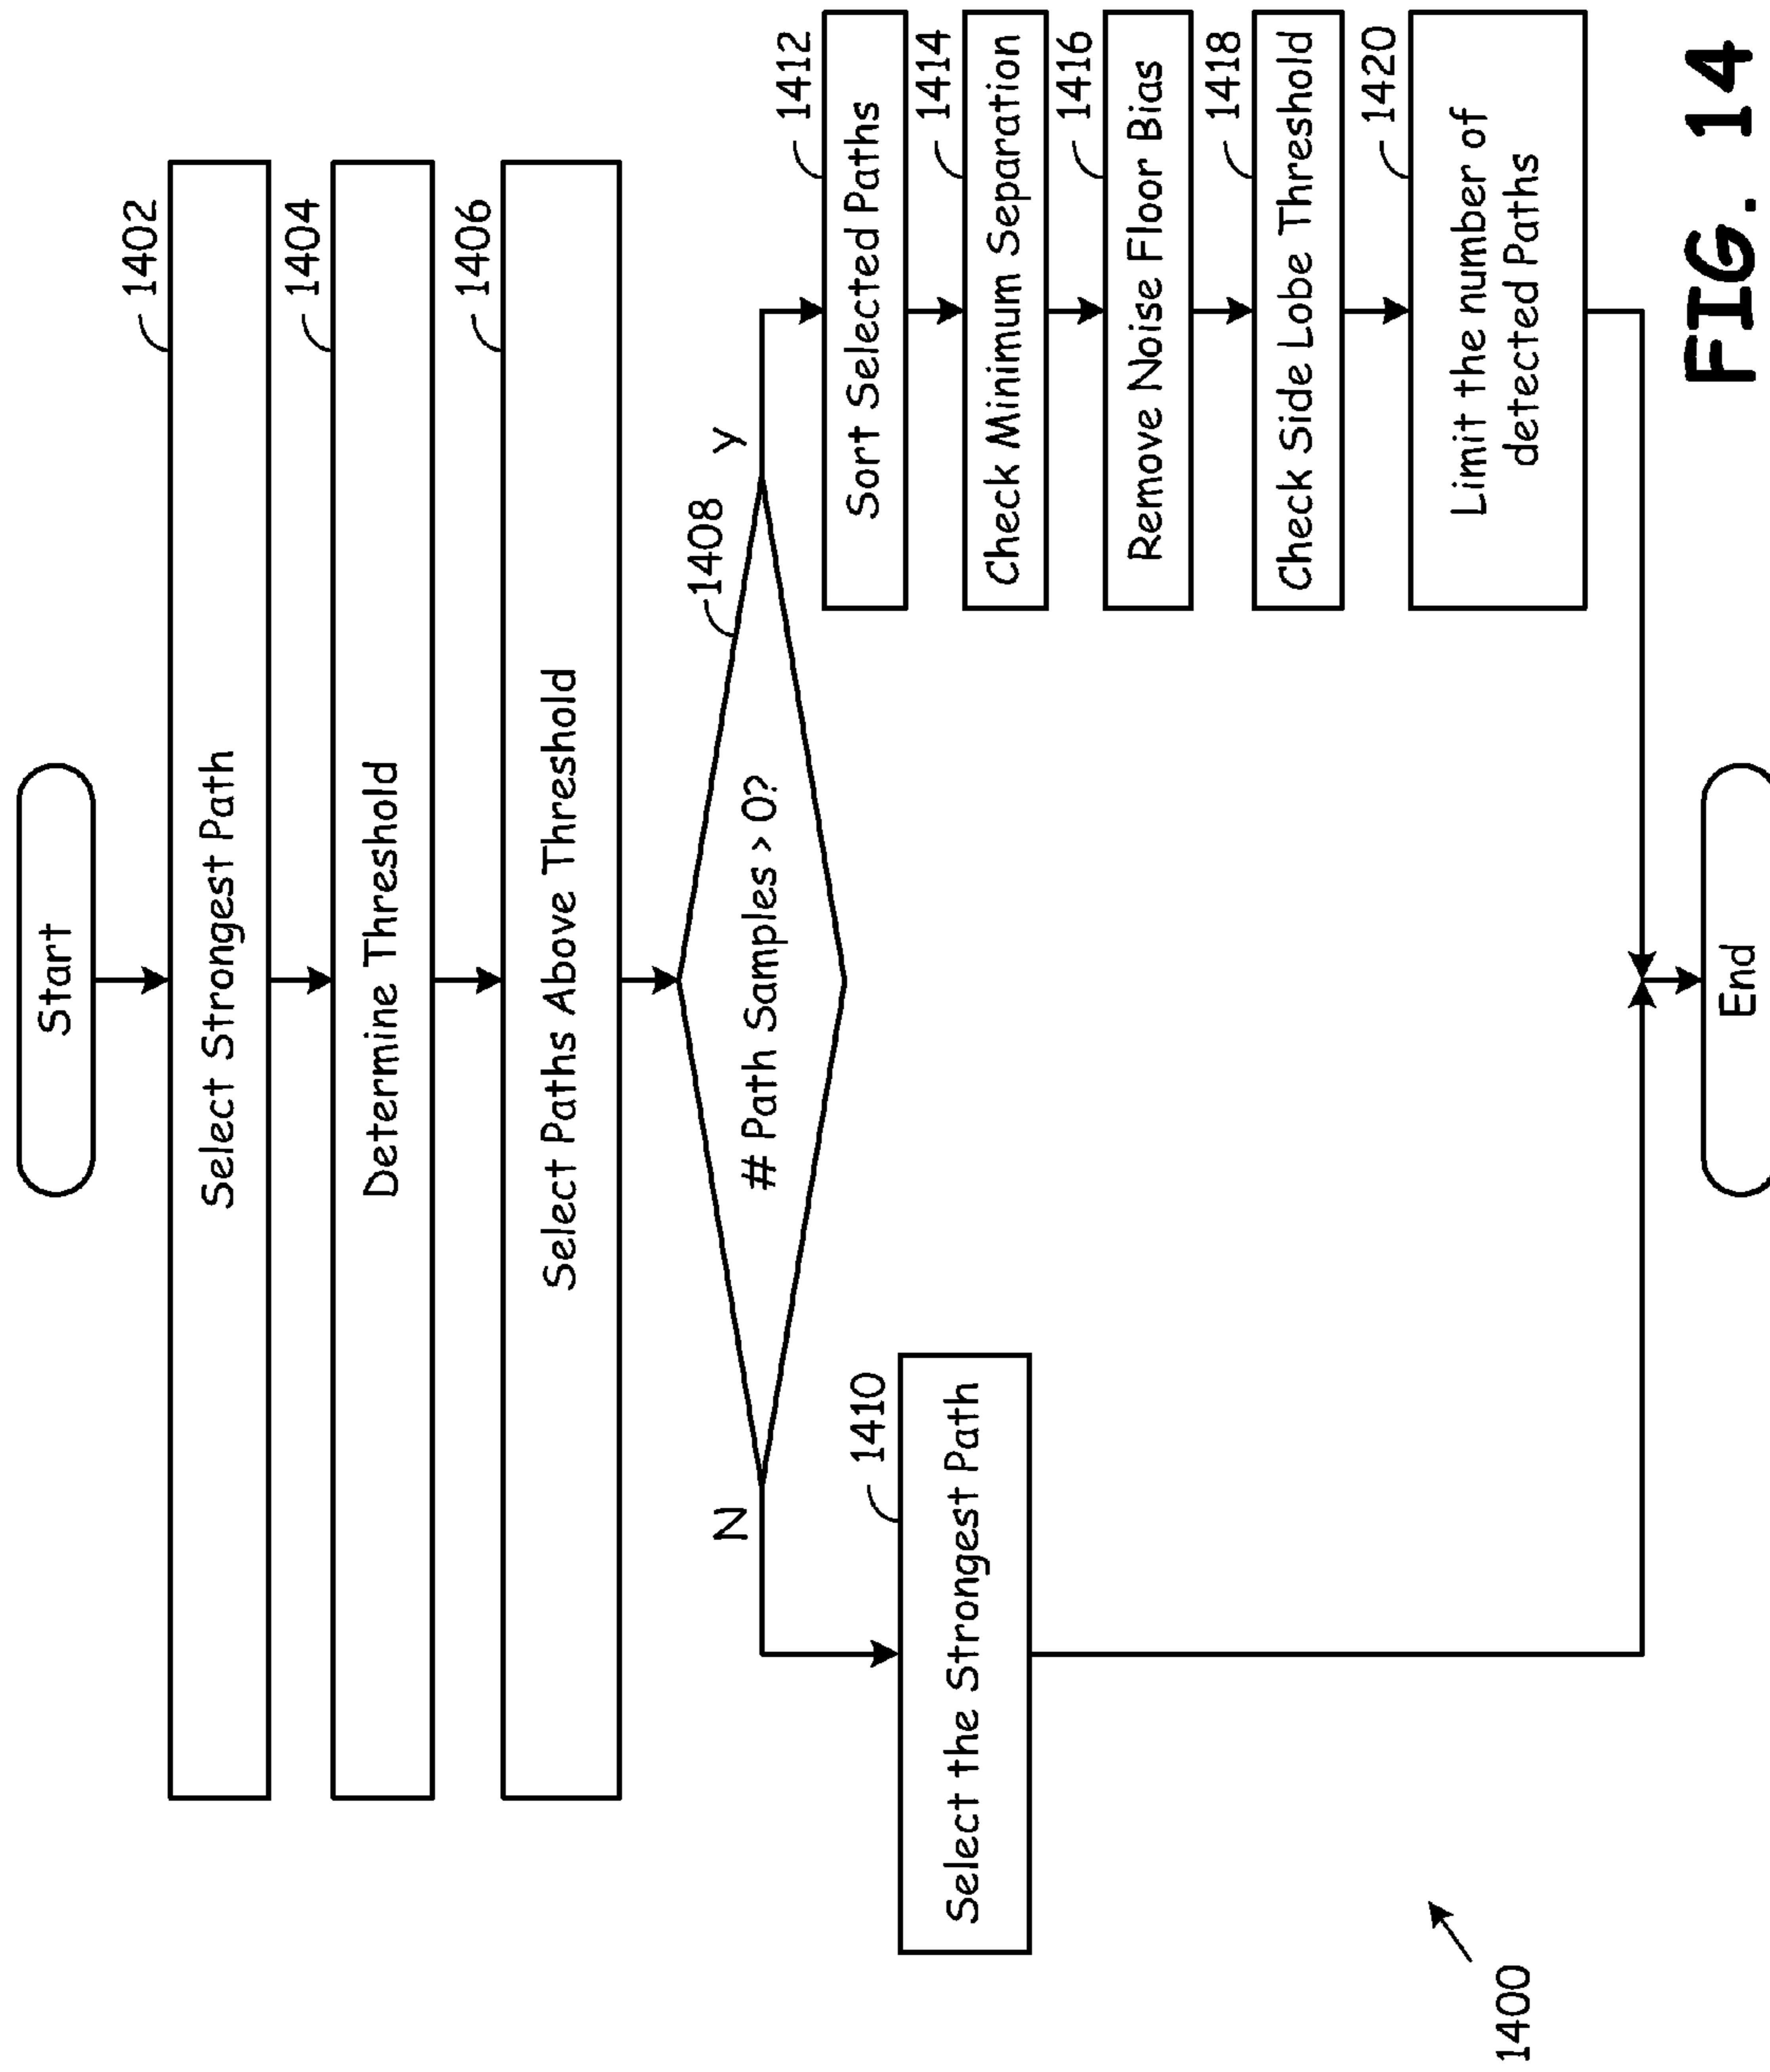 Start
1402
Select Strongest Path
1404
Determine Threshold
1406
Select Paths Above Threshold
1408
# Path Samples > 0?
N
Y
1410
Select the Strongest Path
1412
Sort Selected Paths
1414
Check Minimum Separation
1416
Remove Noise Floor Bias
1418
Check Side Lobe Threshold
1420
Limit the number of
detected Paths
End
1400
FIG. 14